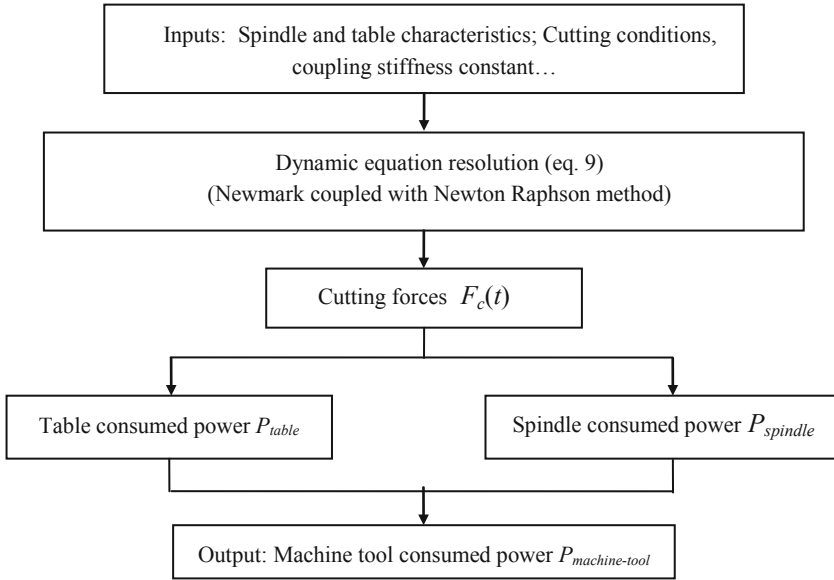 Inputs: Spindle and table characteristics; Cutting conditions,
coupling stiffness constant…
Dynamic equation resolution (eq. 9)
(Newmark coupled with Newton Raphson method)
Cutting forces F_c(t)
Table consumed power P_table
Spindle consumed power P_spindle
Output: Machine tool consumed power P_machine-tool